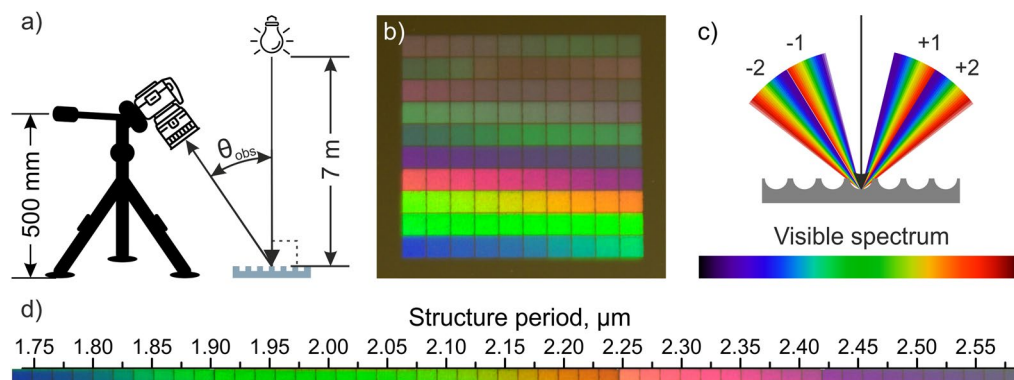 a)
θobs
500 mm
7 m
b)
c)
-2
-1
+1
+2
Visible spectrum
d)
Structure period, μm
1.75 1.80 1.85 1.90 1.95 2.00 2.05 2.10 2.15 2.20 2.25 2.30 2.35 2.40 2.45 2.50 2.55